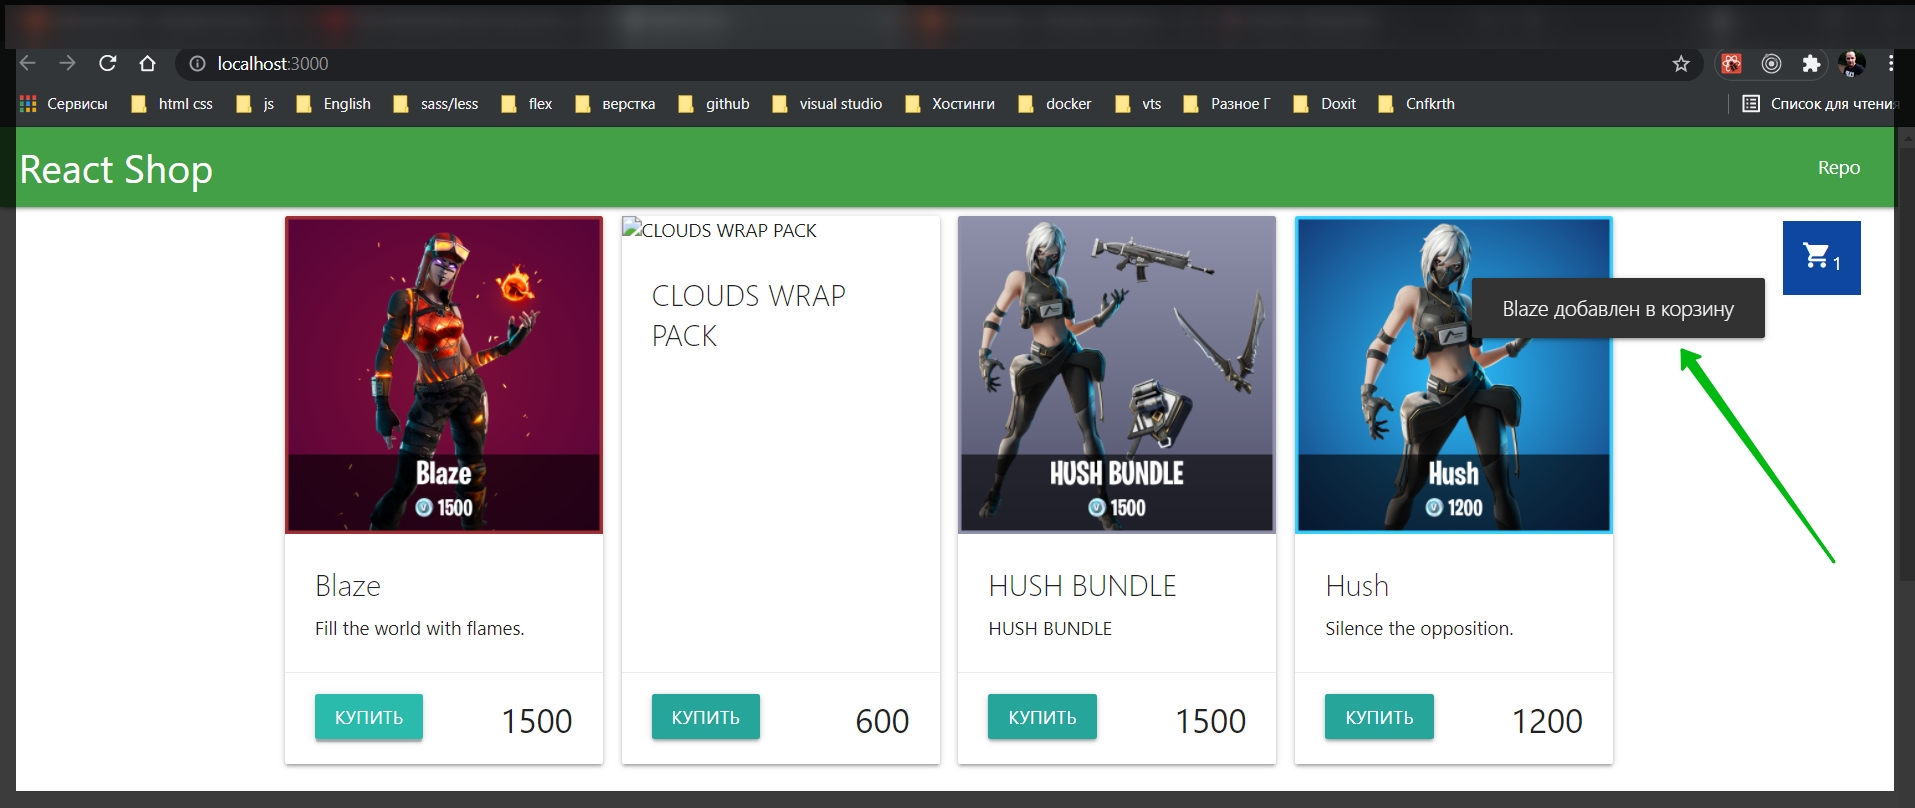 localhost:3000
Сервисы html css js English sass/less flex верстка github visual studio Хостинги docker vts Разное Г Doxit Cnfkrth Список для чтения
React Shop Repo
CLOUDS WRAP PACK
1
Blaze добавлен в корзину
Blaze
1500
HUSH BUNDLE
1500
Hush
1200
Blaze
Fill the world with flames.
КУПИТЬ 1500
CLOUDS WRAP
PACK
КУПИТЬ 600
HUSH BUNDLE
HUSH BUNDLE
КУПИТЬ 1500
Hush
Silence the opposition.
КУПИТЬ 1200